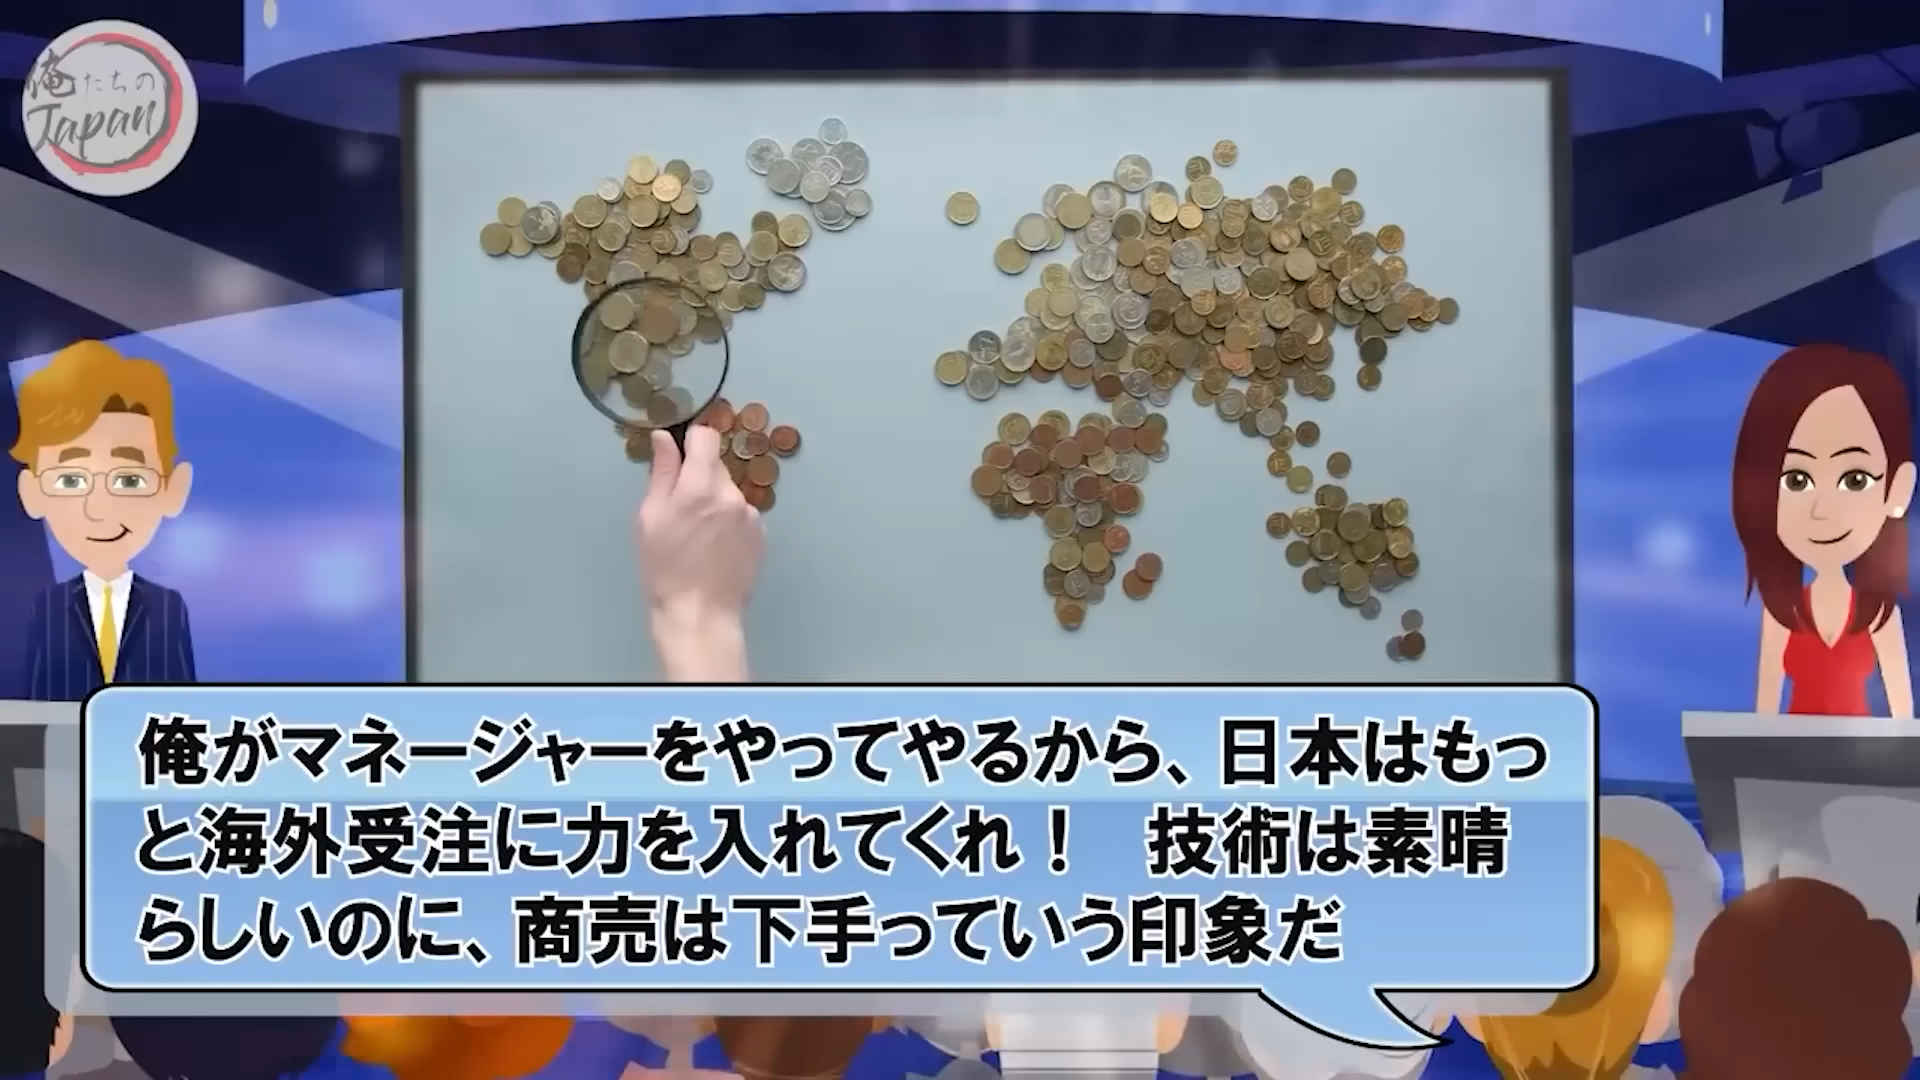 俺たちの
Japan
俺がマネージャーをやってやるから、日本はもっ
と海外受注に力を入れてくれ！　技術は素晴
らしいのに、商売は下手っていう印象だ